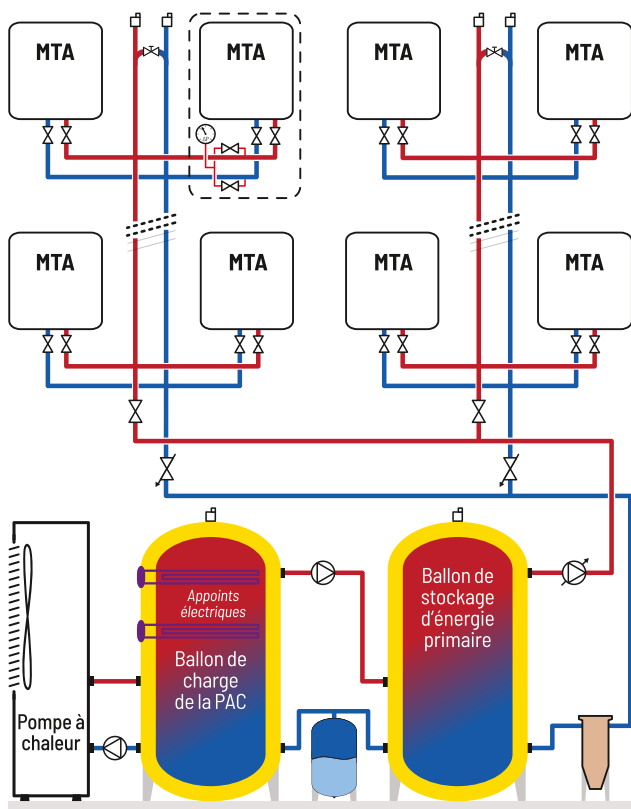 MTA
MTA
MTA
MTA
ΔP
MTA
MTA
MTA
MTA
Appoints
électriques
Ballon de
charge
de la PAC
Ballon de
stockage
d'énergie
primaire
Pompe à
chaleur